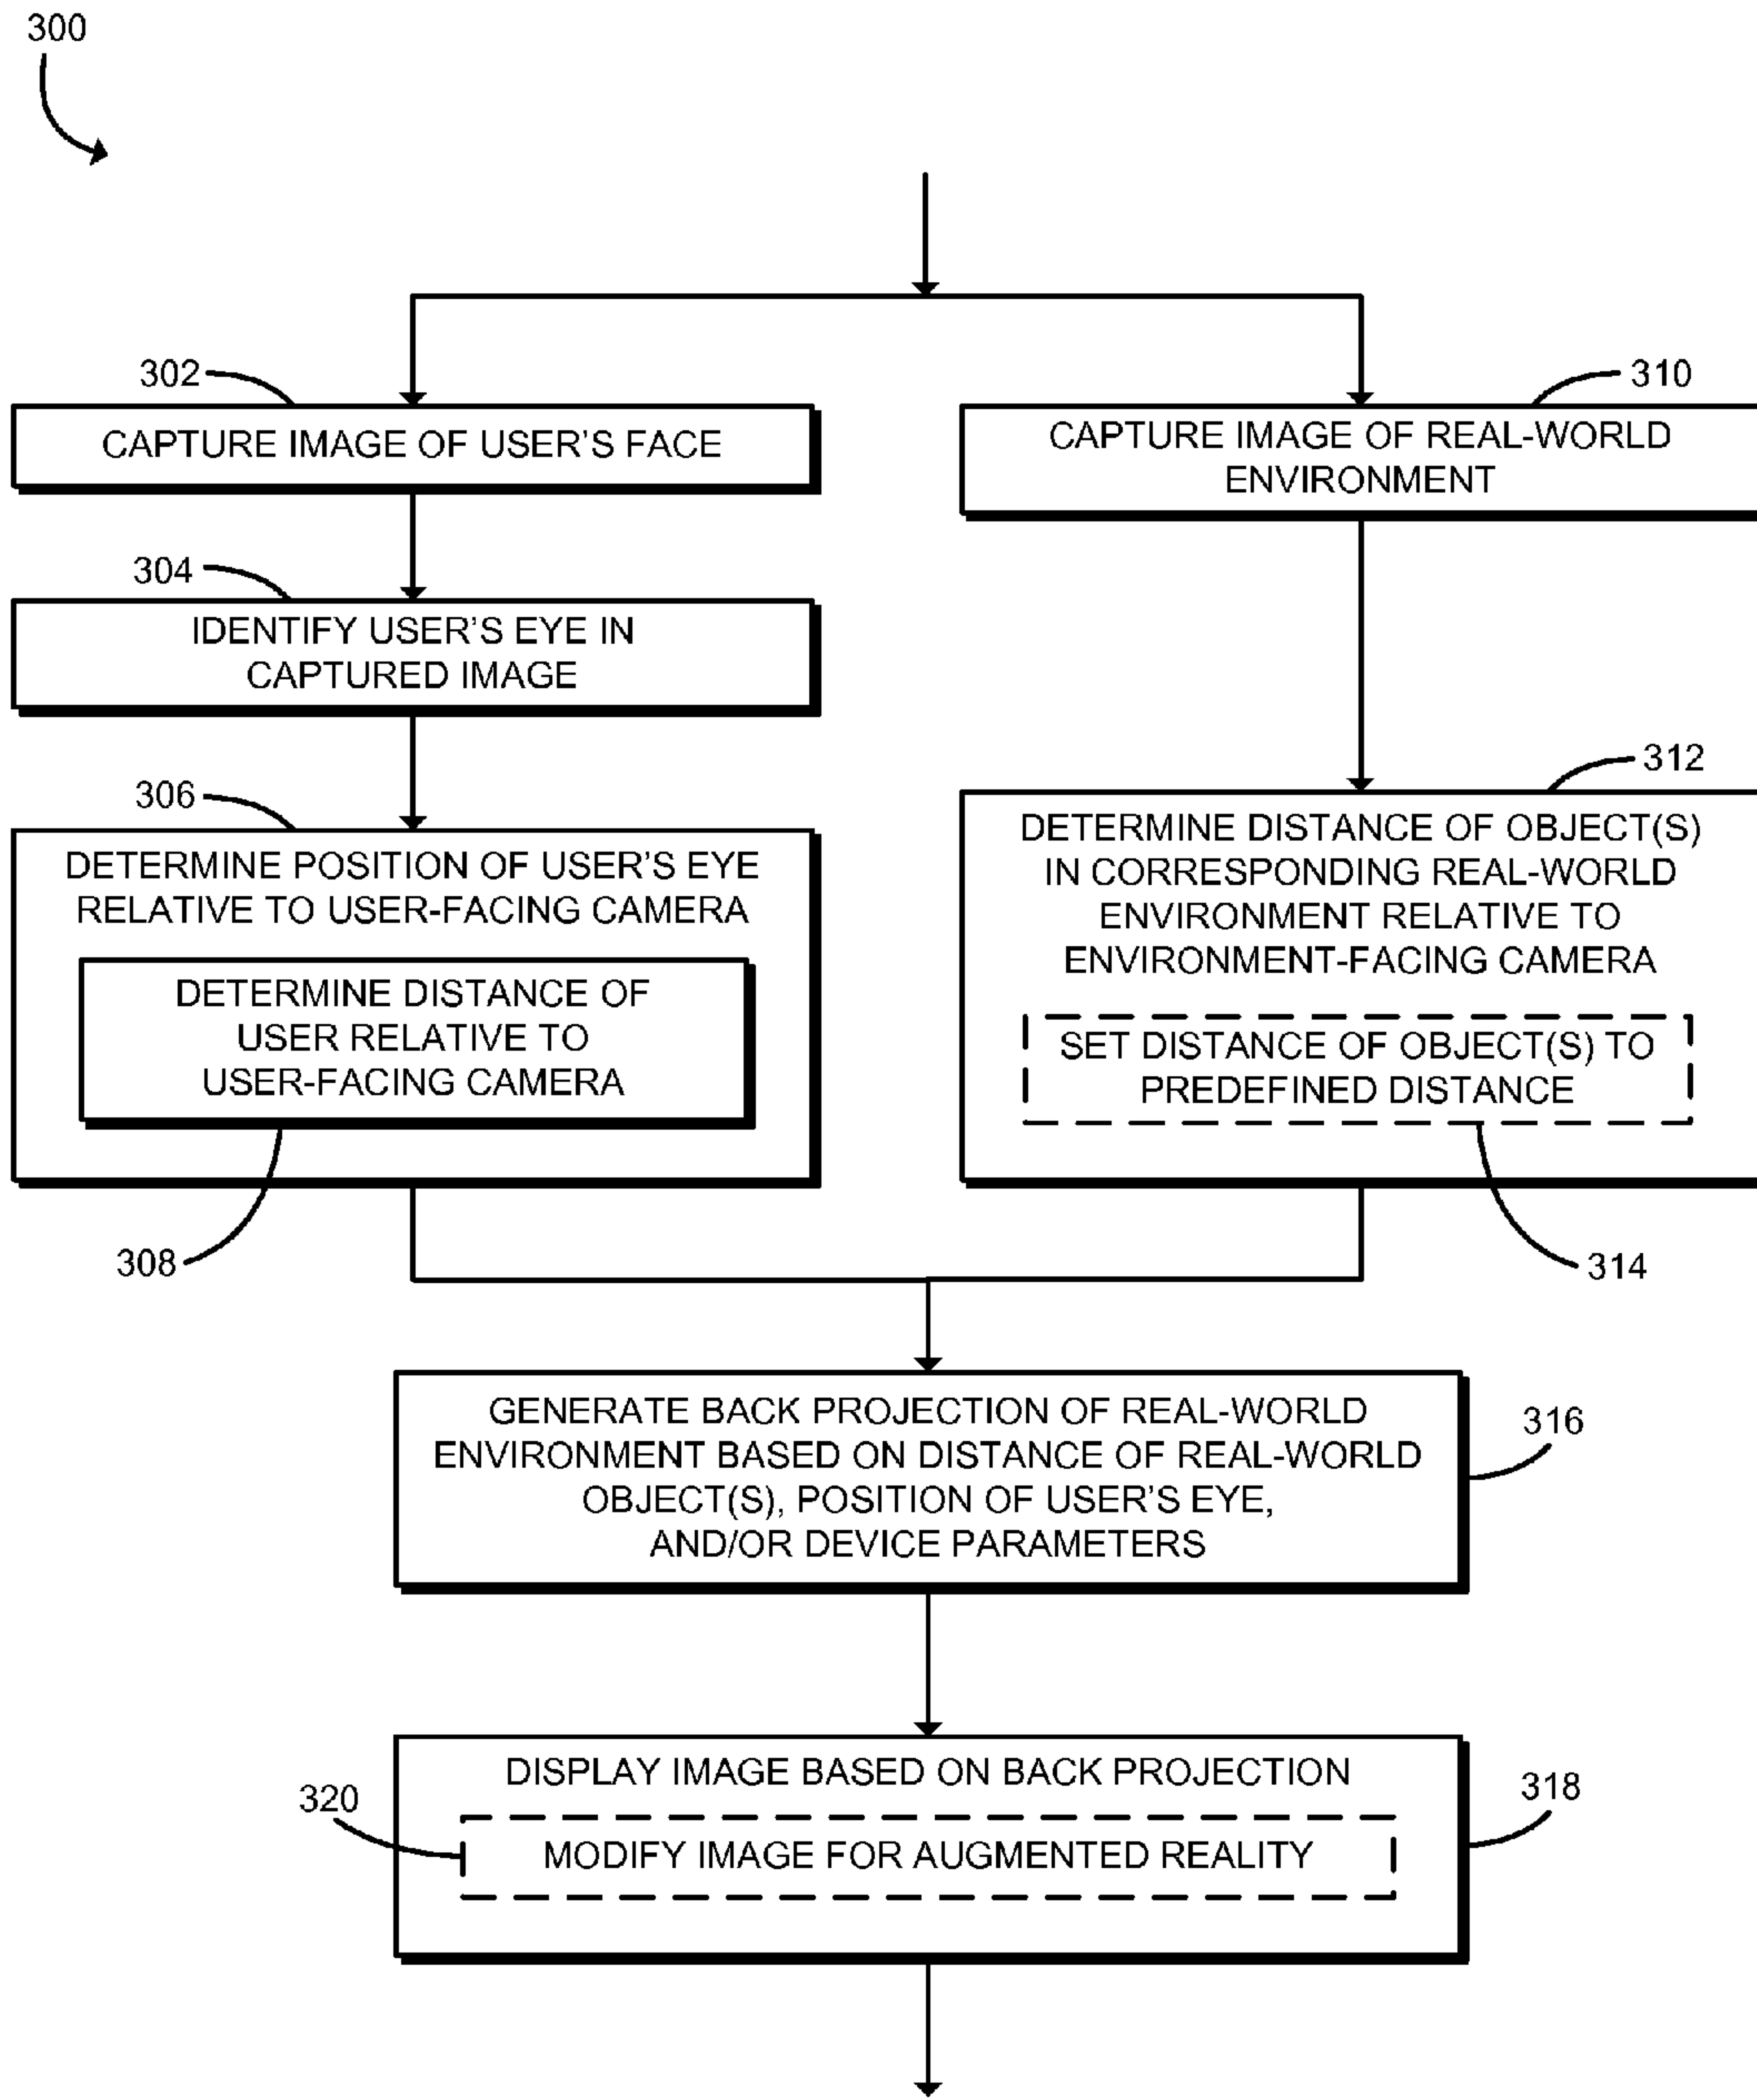 300
302
CAPTURE IMAGE OF USER'S FACE
304
IDENTIFY USER'S EYE IN
CAPTURED IMAGE
306
DETERMINE POSITION OF USER'S EYE
RELATIVE TO USER-FACING CAMERA
DETERMINE DISTANCE OF
USER RELATIVE TO
USER-FACING CAMERA
308
310
CAPTURE IMAGE OF REAL-WORLD
ENVIRONMENT
312
DETERMINE DISTANCE OF OBJECT(S)
IN CORRESPONDING REAL-WORLD
ENVIRONMENT RELATIVE TO
ENVIRONMENT-FACING CAMERA
SET DISTANCE OF OBJECT(S) TO
PREDEFINED DISTANCE
314
GENERATE BACK PROJECTION OF REAL-WORLD
ENVIRONMENT BASED ON DISTANCE OF REAL-WORLD
OBJECT(S), POSITION OF USER'S EYE,
AND/OR DEVICE PARAMETERS
316
DISPLAY IMAGE BASED ON BACK PROJECTION
318
320
MODIFY IMAGE FOR AUGMENTED REALITY